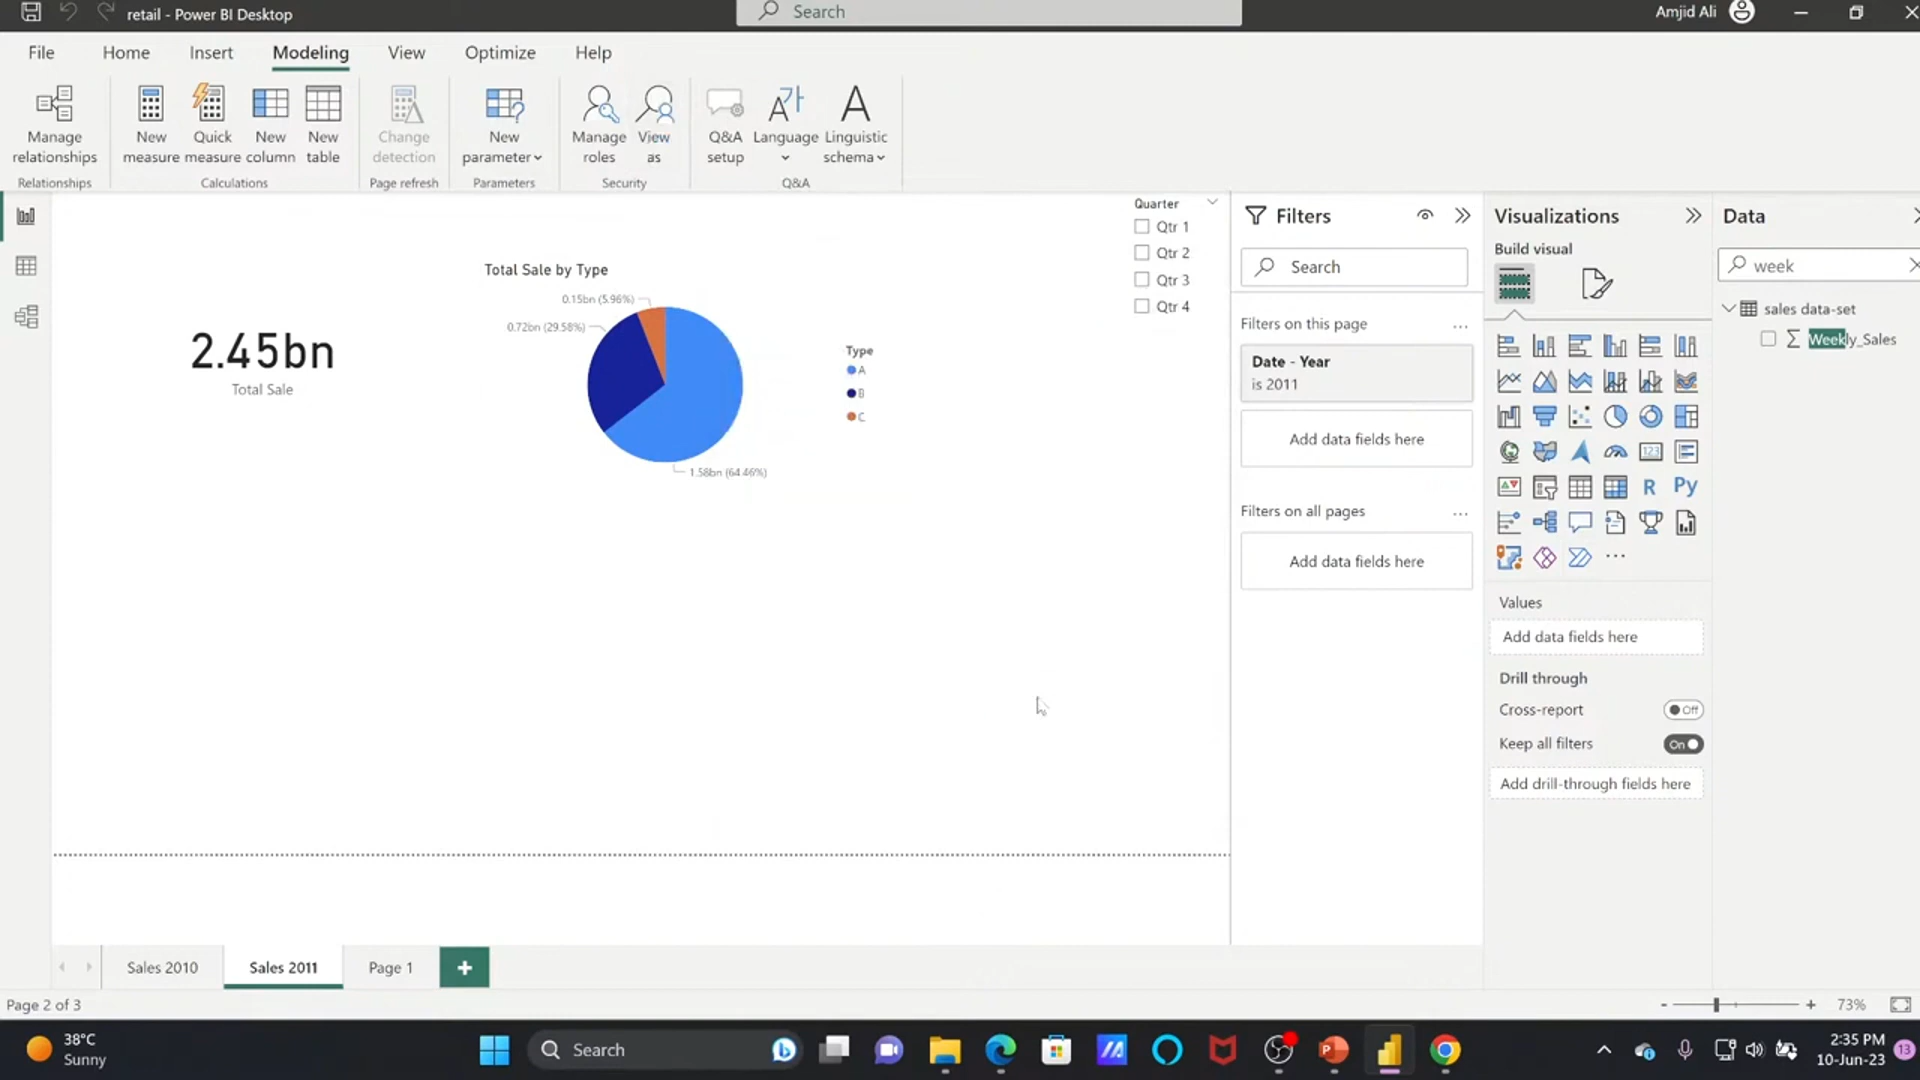 retail - Power BI Desktop
Search
Amjid Ali
File
Home
Insert
Modeling
View
Optimize
Help
Manage
relationships
Relationships
New
measure
Quick
measure
New
column
New
table
Calculations
Change
detection
Page refresh
New
parameter
Parameters
Manage
roles
View
as
Security
Q&A
setup
Language
Linguistic
schema
Q&A
Quarter
Qtr 1
Qtr 2
Qtr 3
Qtr 4
Total Sale by Type
0.15bn (5.96%)
0.72bn (29.58%)
1.58bn (64.46%)
Type
A
B
C
2.45bn
Total Sale
Filters
Search
Filters on this page
Date - Year
is 2011
Add data fields here
Filters on all pages
Add data fields here
Visualizations
Build visual
123
R
Py
Values
Add data fields here
Drill through
Cross-report
Off
Keep all filters
On
Add drill-through fields here
Data
week
sales data-set
Weekly_Sales
Sales 2010
Sales 2011
Page 1
Page 2 of 3
73%
38°C
Sunny
Search
2:35 PM
10-Jun-23
13